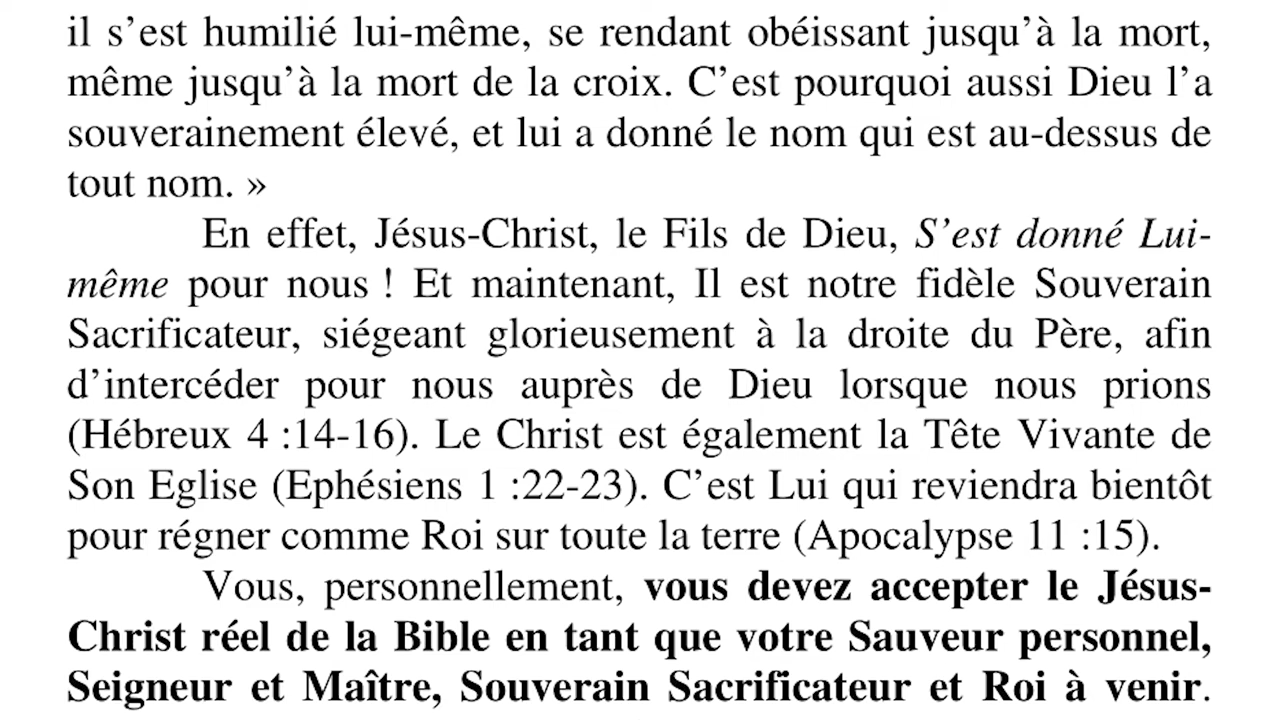 il s’est humilié lui-même, se rendant obéissant jusqu’à la mort,
même jusqu’à la mort de la croix. C’est pourquoi aussi Dieu l’a
souverainement élevé, et lui a donné le nom qui est au-dessus de
tout nom. »
En effet, Jésus-Christ, le Fils de Dieu, S’est donné Lui-
même pour nous ! Et maintenant, Il est notre fidèle Souverain
Sacrificateur, siégeant glorieusement à la droite du Père, afin
d’intercéder pour nous auprès de Dieu lorsque nous prions
(Hébreux 4 :14-16). Le Christ est également la Tête Vivante de
Son Eglise (Ephésiens 1 :22-23). C’est Lui qui reviendra bientôt
pour régner comme Roi sur toute la terre (Apocalypse 11 :15).
Vous, personnellement, vous devez accepter le Jésus-
Christ réel de la Bible en tant que votre Sauveur personnel,
Seigneur et Maître, Souverain Sacrificateur et Roi à venir.